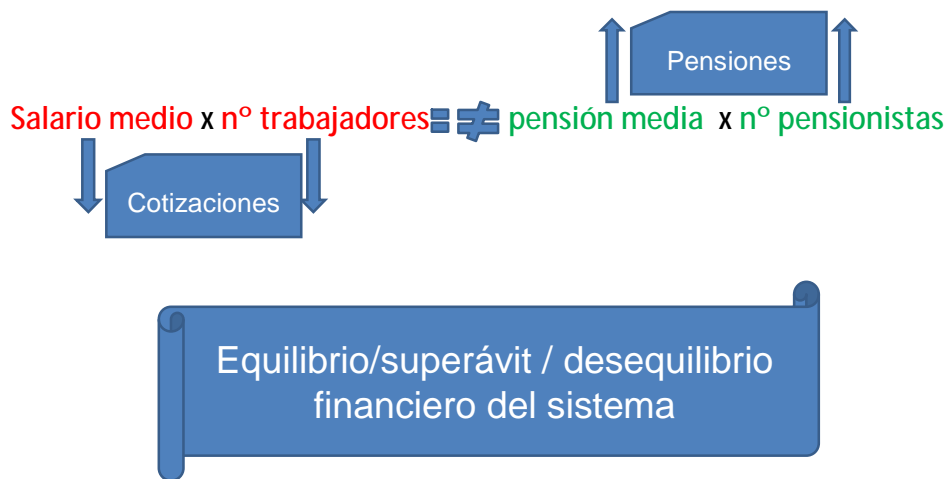 Pensiones
Salario medio x nº trabajadores = ≠ pensión media x nº pensionistas
Cotizaciones
Equilibrio/superávit / desequilibrio
financiero del sistema